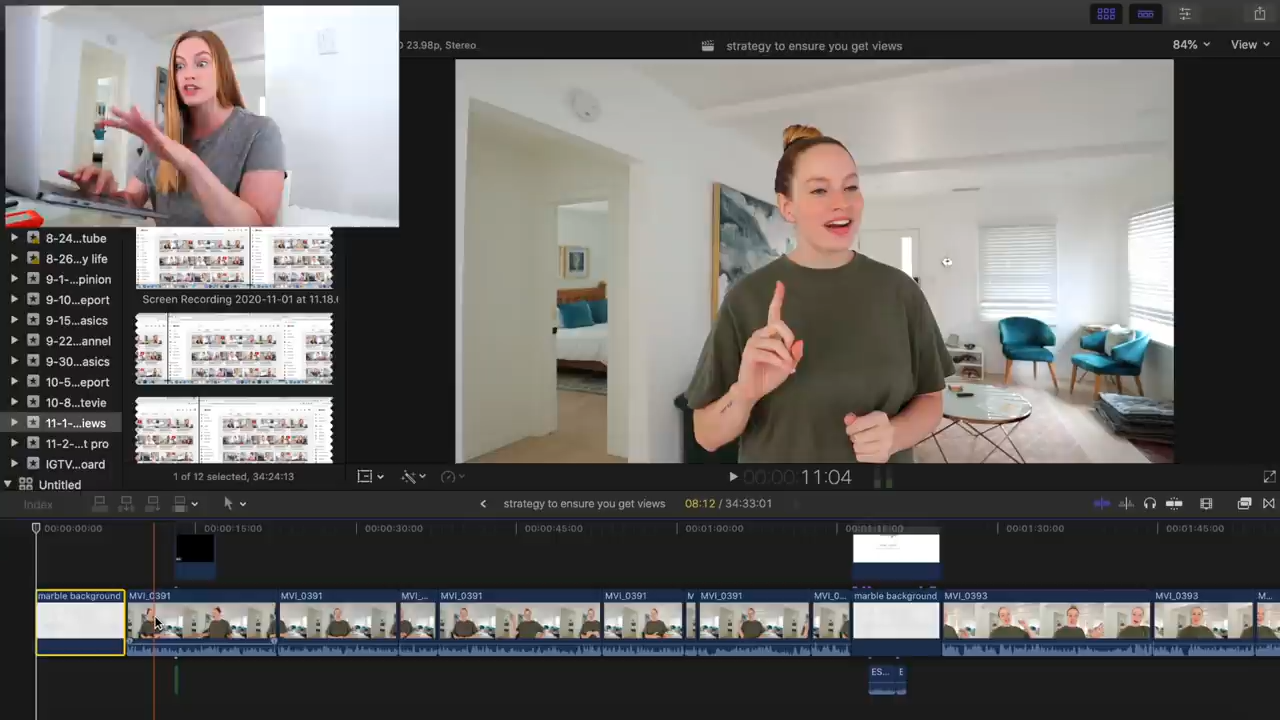 23.98p, Stereo
strategy to ensure you get views
84%
View
8-24...tube
8-26...y life
9-1-...pinion
9-10...eport
9-15...asics
9-22...annel
9-30...asics
10-5...eport
10-8...tevie
11-1-...iews
11-2-...t pro
IGTV...oard
Untitled
Screen Recording 2020-11-01 at 11.18.
1 of 12 selected, 34:24:13
00:00:00:11:04
Index
strategy to ensure you get views
08:12 / 34:33:01
00:00:00:00
00:00:15:00
00:00:30:00
00:00:45:00
00:01:00:00
00:01:15:00
00:01:30:00
00:01:45:00
marble background
MVI_0391
MVI_0391
MVI_...
MVI_0391
MVI_0391
M
MVI_0391
MVI_0...
marble background
MVI_0393
MVI_0393
M...
ES...
E